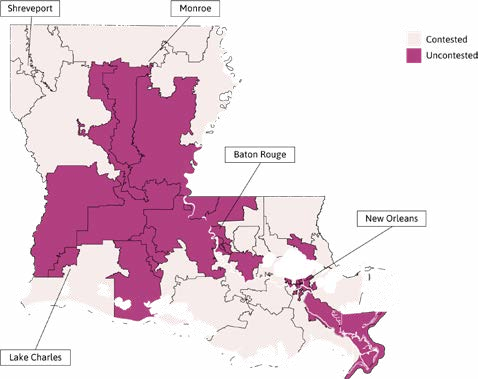 Shreveport
Monroe
Contested
Uncontested
Baton Rouge
New Orleans
Lake Charles